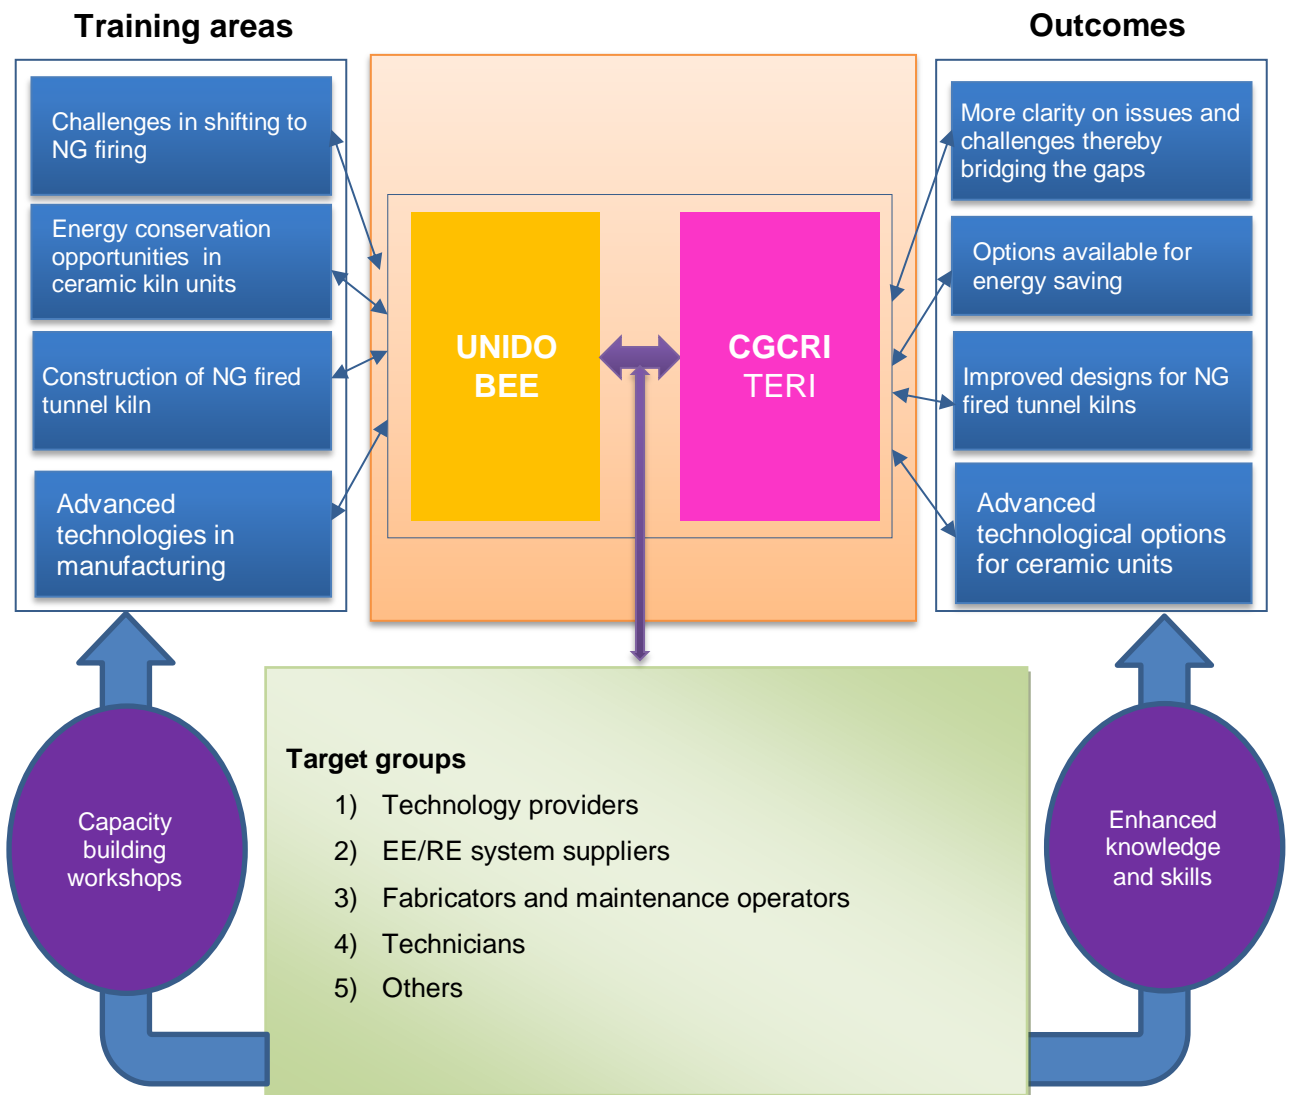 Training areas
Outcomes
Challenges in shifting to
NG firing
Energy conservation
opportunities in
ceramic kiln units
Construction of NG fired
tunnel kiln
Advanced
technologies in
manufacturing
UNIDO
BEE
CGCRI
TERI
More clarity on issues and
challenges thereby
bridging the gaps
Options available for
energy saving
Improved designs for NG
fired tunnel kilns
Advanced
technological options
for ceramic units
Capacity
building
workshops
Target groups
1) Technology providers
2) EE/RE system suppliers
3) Fabricators and maintenance operators
4) Technicians
5) Others
Enhanced
knowledge
and skills